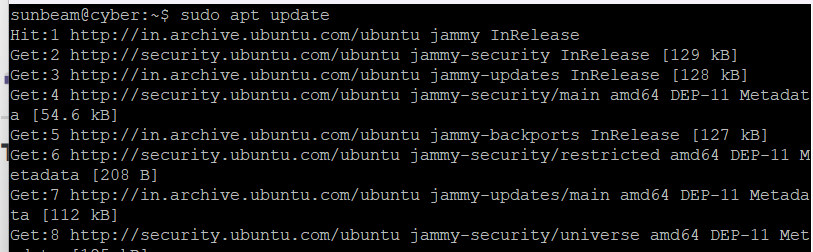 sunbeam@cyber:~$ sudo apt update
Hit:1 http://in.archive.ubuntu.com/ubuntu jammy InRelease
Get:2 http://security.ubuntu.com/ubuntu jammy-security InRelease [129 kB]
Get:3 http://in.archive.ubuntu.com/ubuntu jammy-updates InRelease [128 kB]
Get:4 http://security.ubuntu.com/ubuntu jammy-security/main amd64 DEP-11 Metadat
a [54.6 kB]
Get:5 http://in.archive.ubuntu.com/ubuntu jammy-backports InRelease [127 kB]
Get:6 http://security.ubuntu.com/ubuntu jammy-security/restricted amd64 DEP-11 M
etadata [208 B]
Get:7 http://in.archive.ubuntu.com/ubuntu jammy-updates/main amd64 DEP-11 Metada
ta [112 kB]
Get:8 http://security.ubuntu.com/ubuntu jammy-security/universe amd64 DEP-11 Met